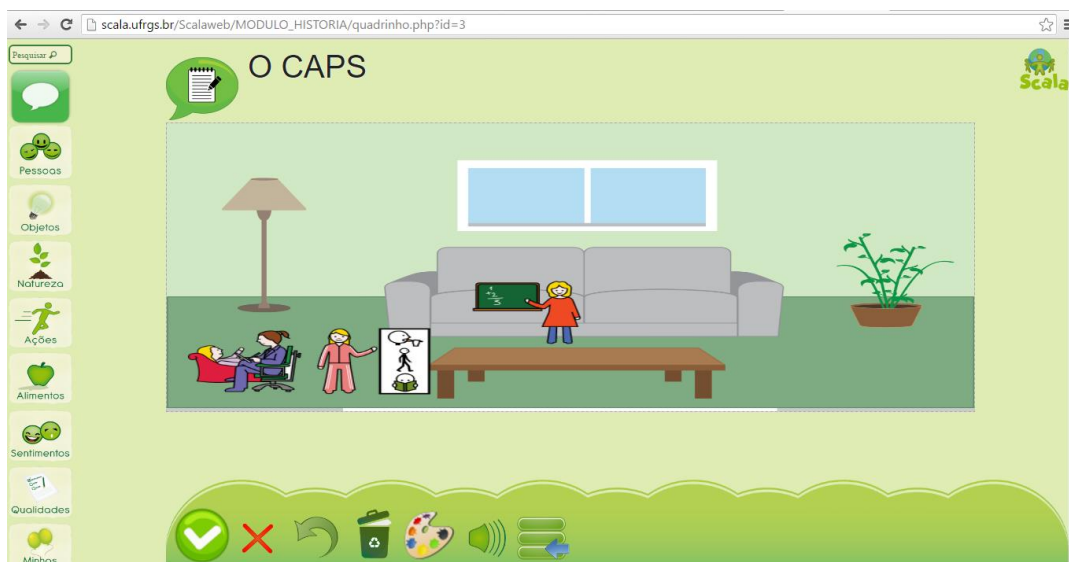 scala.ufrgs.br/Scalaweb/MODULO_HISTORIA/quadrinho.php?id=3
Pesquisar
O CAPS
Scala
Pessoas
Objetos
Natureza
Ações
Alimentos
Sentimentos
Qualidades
Minhas